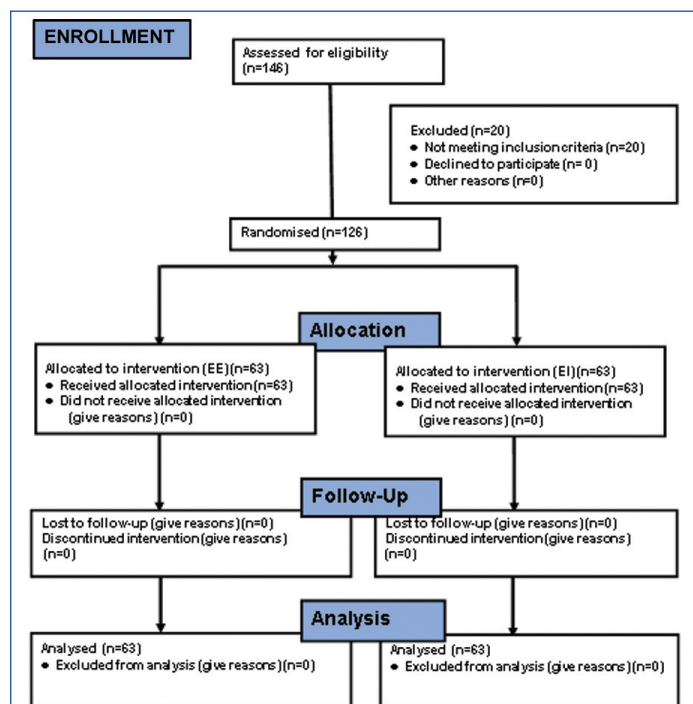 ENROLLMENT
Assessed for eligibility
(n=146)
Excluded (n=20)
• Not meeting inclusion criteria (n=20)
• Declined to participate (n= 0)
• Other reasons (n=0)
Randomised (n=126)
Allocation
Allocated to intervention (EE)(n=63)
• Received allocated intervention (n=63)
• Did not receive allocated intervention
(give reasons) (n=0)
Allocated to intervention (EI)(n=63)
• Received allocated intervention (n=63)
• Did not receive allocated intervention
(give reasons) (n=0)
Follow-Up
Lost to follow-up (give reasons)(n=0)
Discontinued intervention (give reasons)
(n=0)
Lost to follow-up (give reasons)(n=0)
Discontinued intervention (give reasons)
(n=0)
Analysis
Analysed (n=63)
• Excluded from analysis (give reasons)(n=0)
Analysed (n=63)
• Excluded from analysis (give reasons)(n=0)